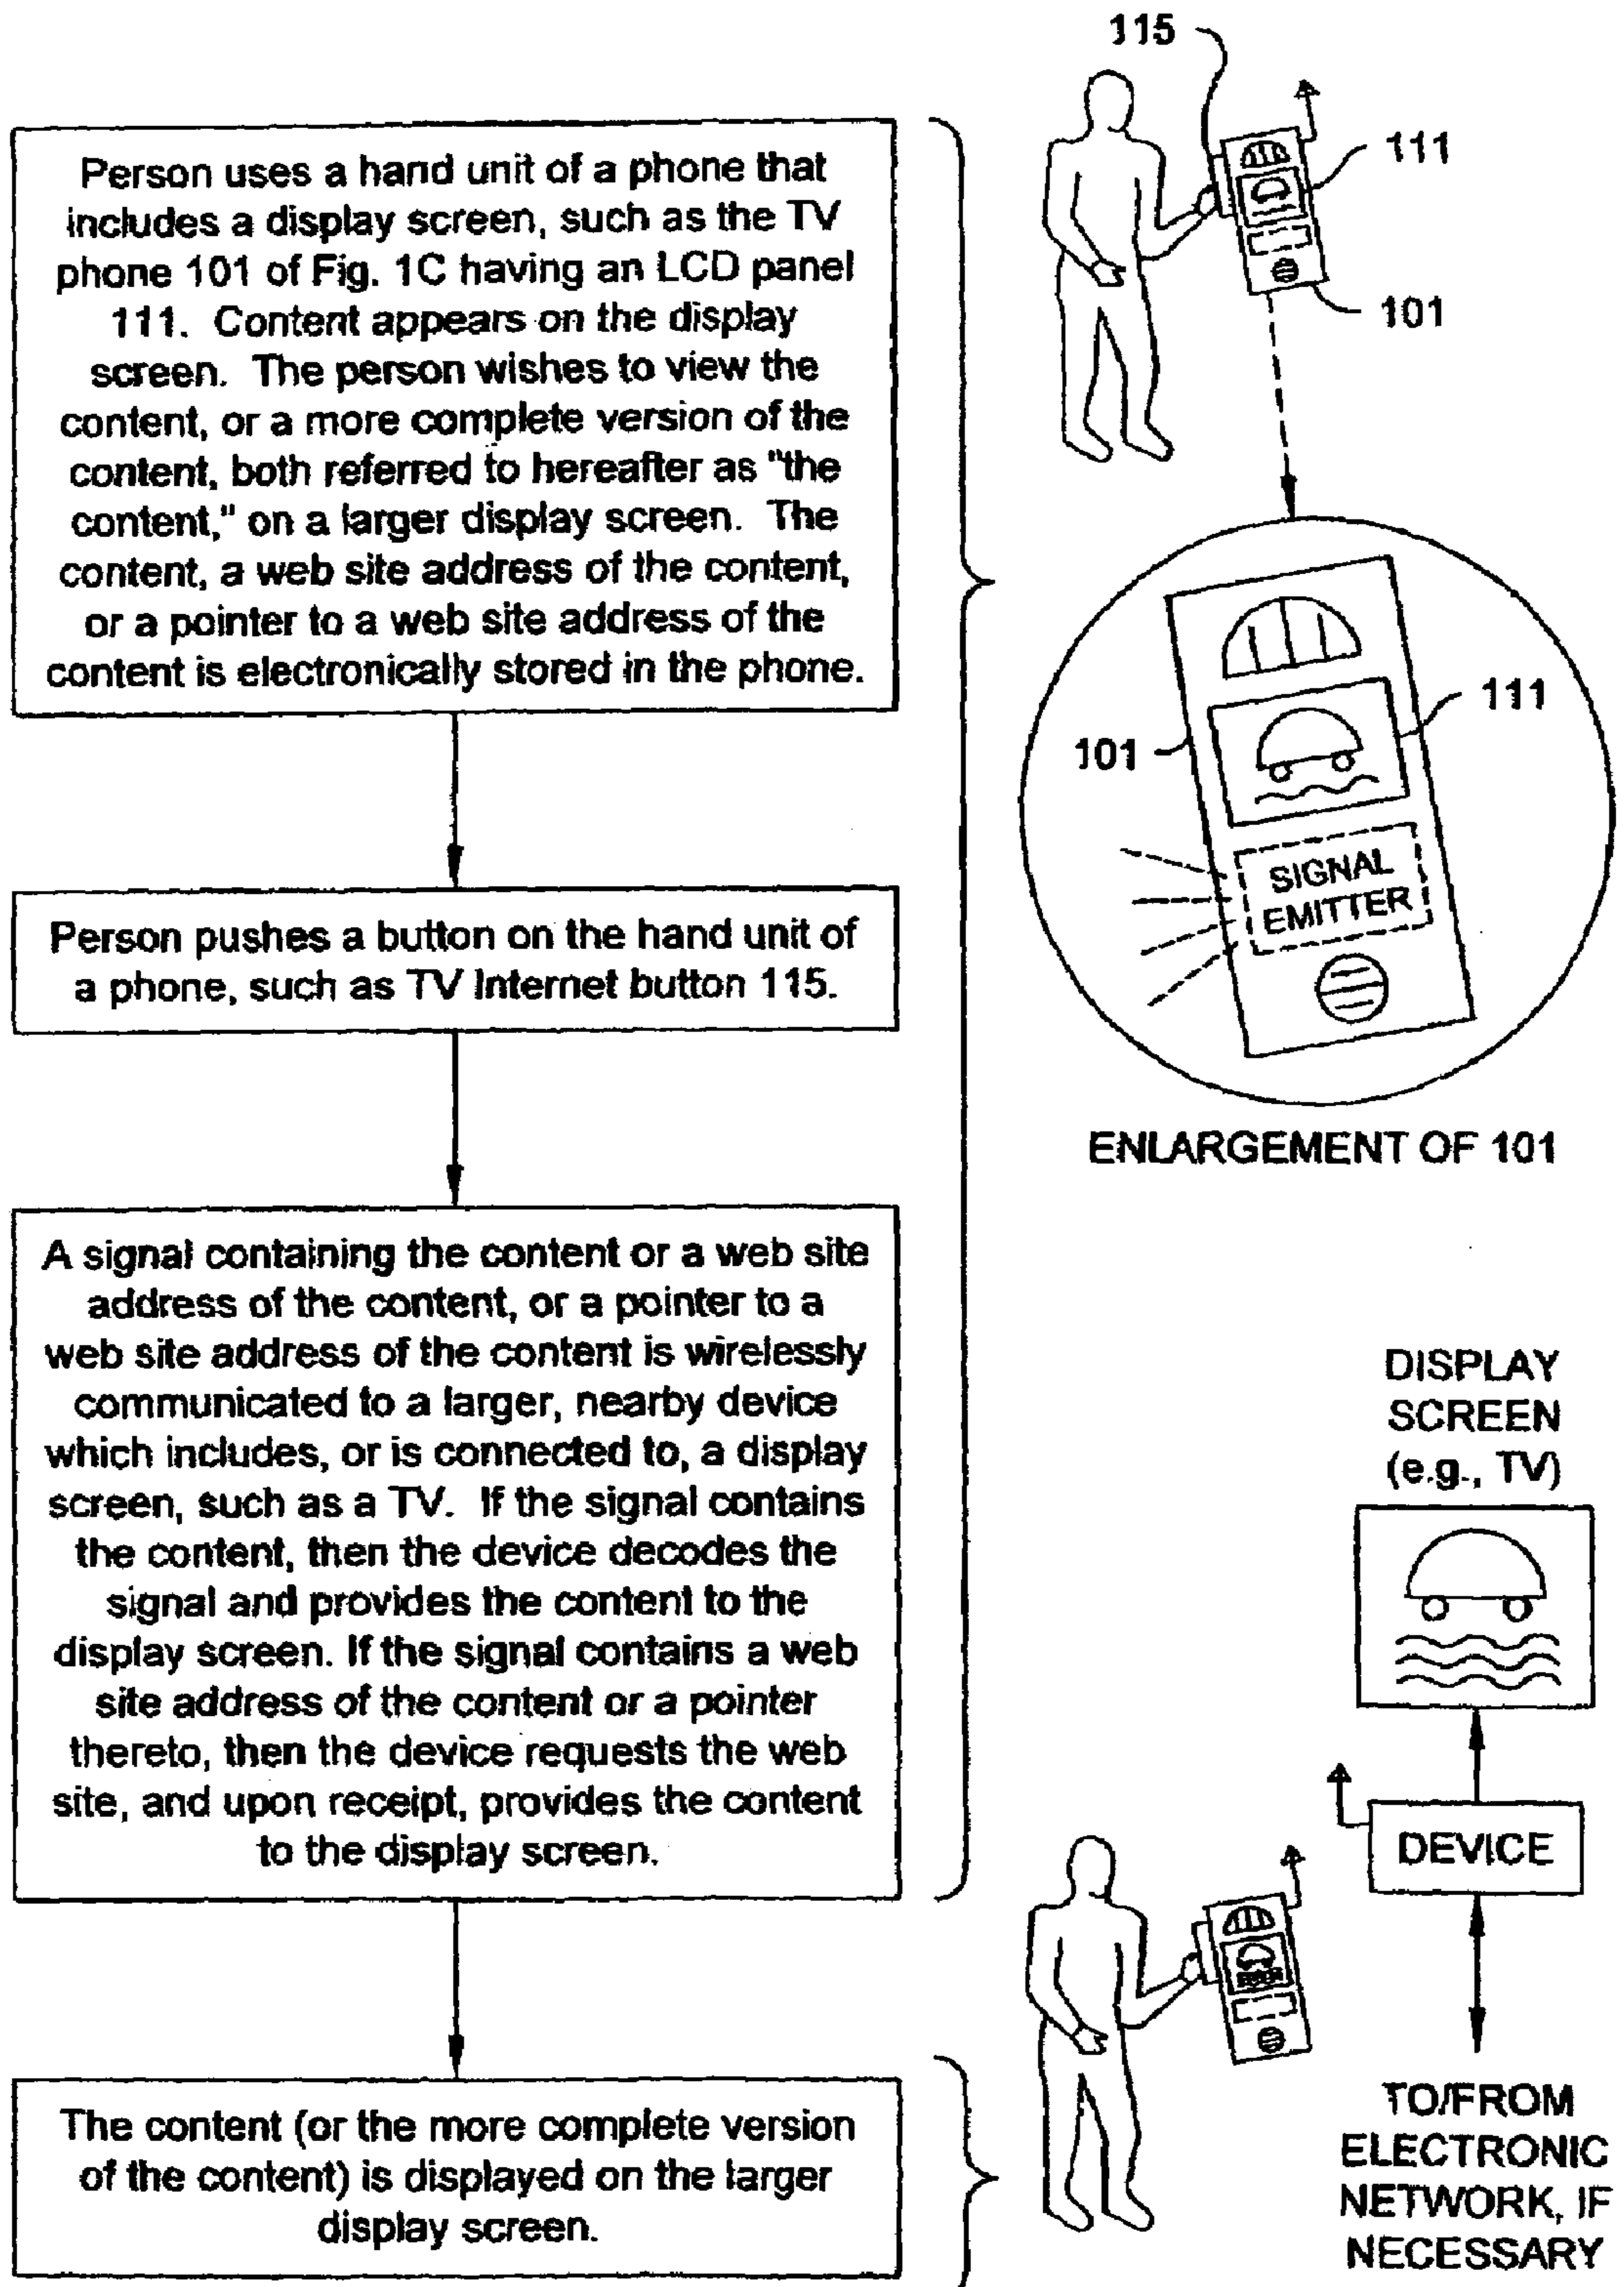 Person uses a hand unit of a phone that
includes a display screen, such as the TV
phone 101 of Fig. 1C having an LCD panel
111. Content appears on the display
screen. The person wishes to view the
content, or a more complete version of the
content, both referred to hereafter as "the
content," on a larger display screen. The
content, a web site address of the content,
or a pointer to a web site address of the
content is electronically stored in the phone.
Person pushes a button on the hand unit of
a phone, such as TV Internet button 115.
A signal containing the content or a web site
address of the content, or a pointer to a
web site address of the content is wirelessly
communicated to a larger, nearby device
which includes, or is connected to, a display
screen, such as a TV. If the signal contains
the content, then the device decodes the
signal and provides the content to the
display screen. If the signal contains a web
site address of the content or a pointer
thereto, then the device requests the web
site, and upon receipt, provides the content
to the display screen.
The content (or the more complete version
of the content) is displayed on the larger
display screen.
115
111
101
111
101
SIGNAL
EMITTER
ENLARGEMENT OF 101
DISPLAY
SCREEN
(e.g., TV)
DEVICE
TO/FROM
ELECTRONIC
NETWORK, IF
NECESSARY